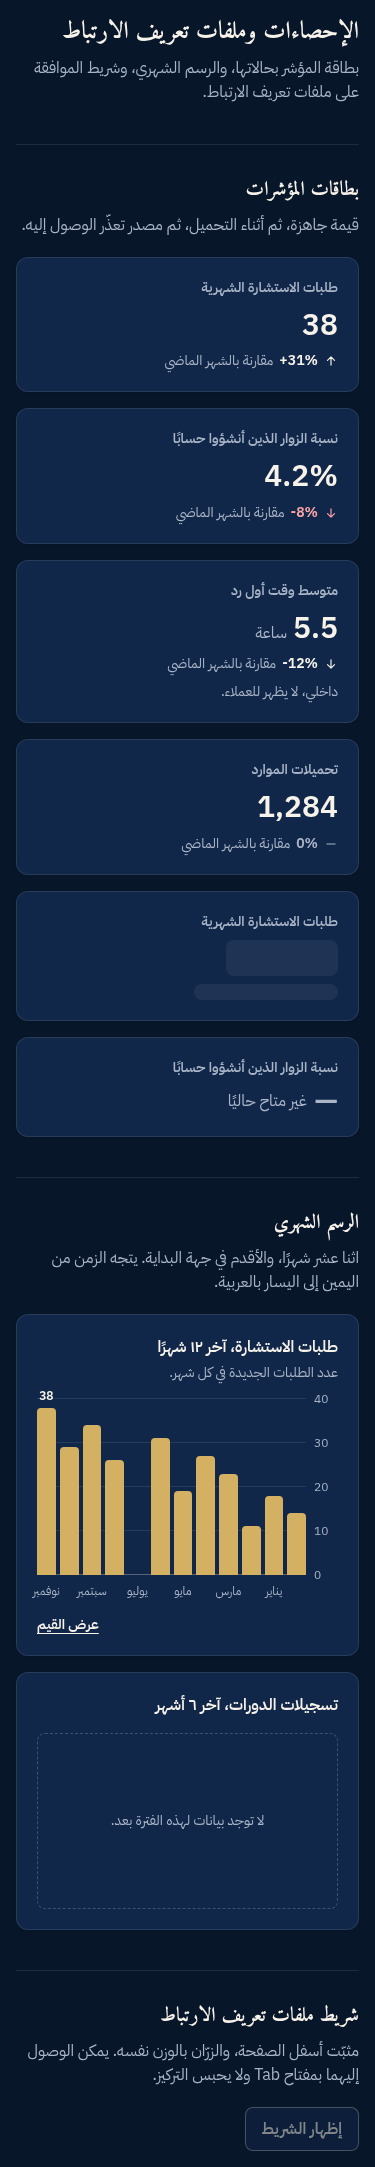 الإحصاءات وملفات تعريف الارتباط
بطاقة المؤشر بحالاتها، والرسم الشهري، وشريط الموافقة
على ملفات تعريف الارتباط.
بطاقات المؤشرات
قيمة جاهزة، ثم أثناء التحميل، ثم مصدر تعذّر الوصول إليه.
طلبات الاستشارة الشهرية
38
↑ +31% مقارنة بالشهر الماضي
نسبة الزوار الذين أنشؤوا حسابًا
4.2%
↓ -8% مقارنة بالشهر الماضي
متوسط وقت أول رد
5.5 ساعة
↓ -12% مقارنة بالشهر الماضي
داخلي، لا يظهر للعملاء.
تحميلات الموارد
1,284
— 0% مقارنة بالشهر الماضي
طلبات الاستشارة الشهرية
نسبة الزوار الذين أنشؤوا حسابًا
— غير متاح حاليًا
الرسم الشهري
اثنا عشر شهرًا، والأقدم في جهة البداية. يتجه الزمن من
اليمين إلى اليسار بالعربية.
طلبات الاستشارة، آخر ١٢ شهرًا
عدد الطلبات الجديدة في كل شهر.
38
40
30
20
10
0
يناير مارس مايو يوليو سبتمبر نوفمبر
عرض القيم
تسجيلات الدورات، آخر ٦ أشهر
لا توجد بيانات لهذه الفترة بعد.
شريط ملفات تعريف الارتباط
مثبّت أسفل الصفحة، والزرّان بالوزن نفسه. يمكن الوصول
إليهما بمفتاح Tab ولا يحبس التركيز.
إظهار الشريط